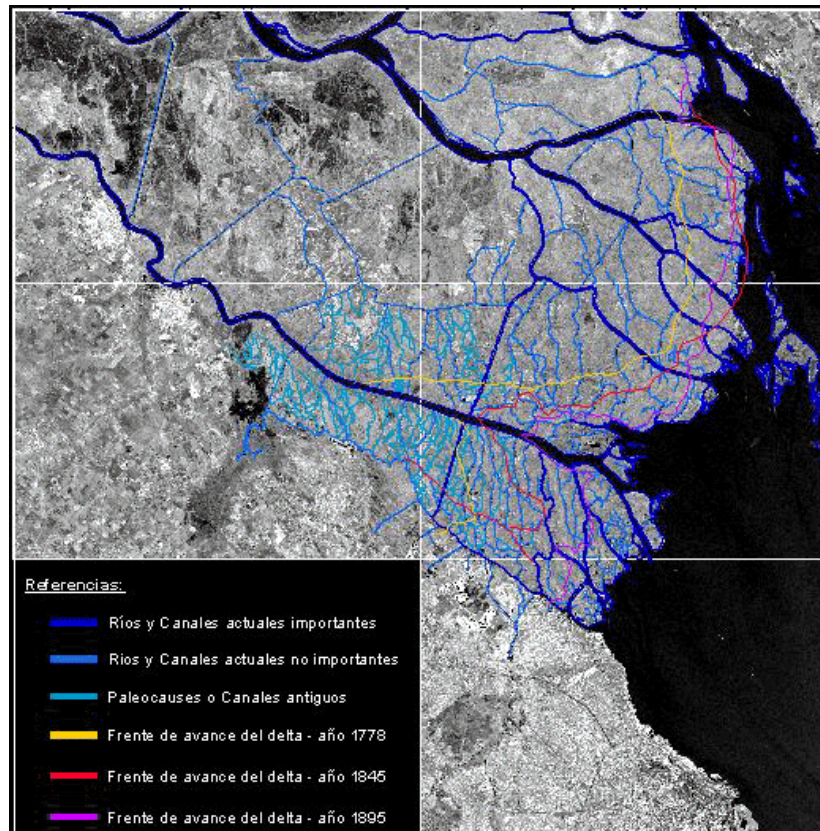 Referencias:
Ríos y Canales actuales importantes
Rios y Canales actuales no importantes
Paleocauses o Canales antiguos
Frente de avance del delta - año 1778
Frente de avance del delta - año 1845
Frente de avance del delta - año 1895